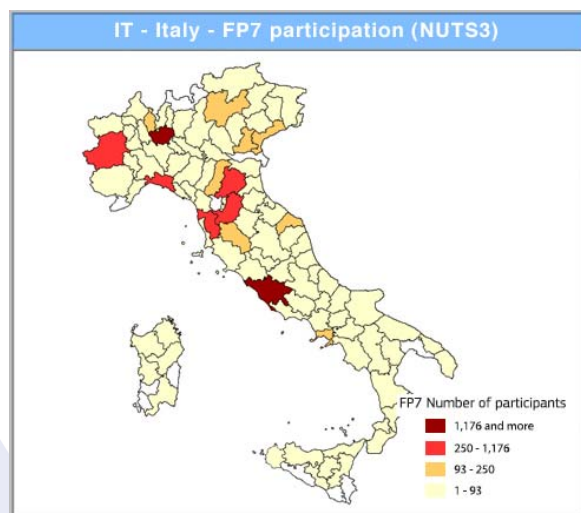 IT - Italy - FP7 participation (NUTS3)
FP7 Number of participants
1,176 and more
250 - 1,176
93 - 250
1 - 93